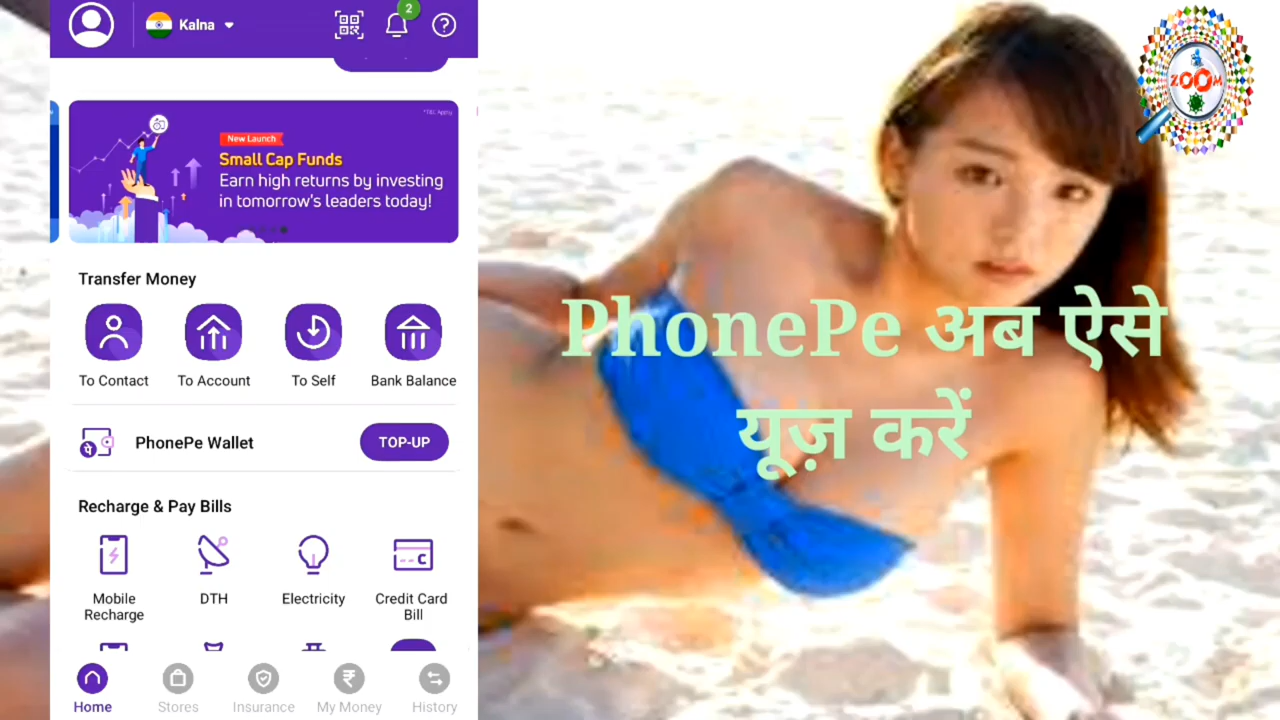 Kalna
2
*T&C Apply
New Launch
Small Cap Funds
Earn high returns by investing
in tomorrow's leaders today!
Transfer Money
To Contact
To Account
To Self
Bank Balance
PhonePe Wallet
TOP-UP
Recharge & Pay Bills
Mobile
Recharge
DTH
Electricity
Credit Card
Bill
Home
Stores
Insurance
My Money
History
ZOOM
PhonePe अब ऐसे
यूज़ करें